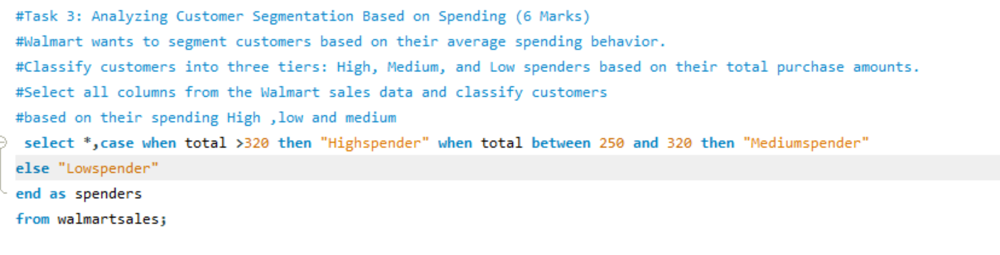 #Task 3: Analyzing Customer Segmentation Based on Spending (6 Marks)
#Walmart wants to segment customers based on their average spending behavior.
#Classify customers into three tiers: High, Medium, and Low spenders based on their total purchase amounts.
#Select all columns from the Walmart sales data and classify customers
#based on their spending High ,low and medium
select *,case when total >320 then "Highspender" when total between 250 and 320 then "Mediumspender"
else "Lowspender"
end as spenders
from walmartsales;